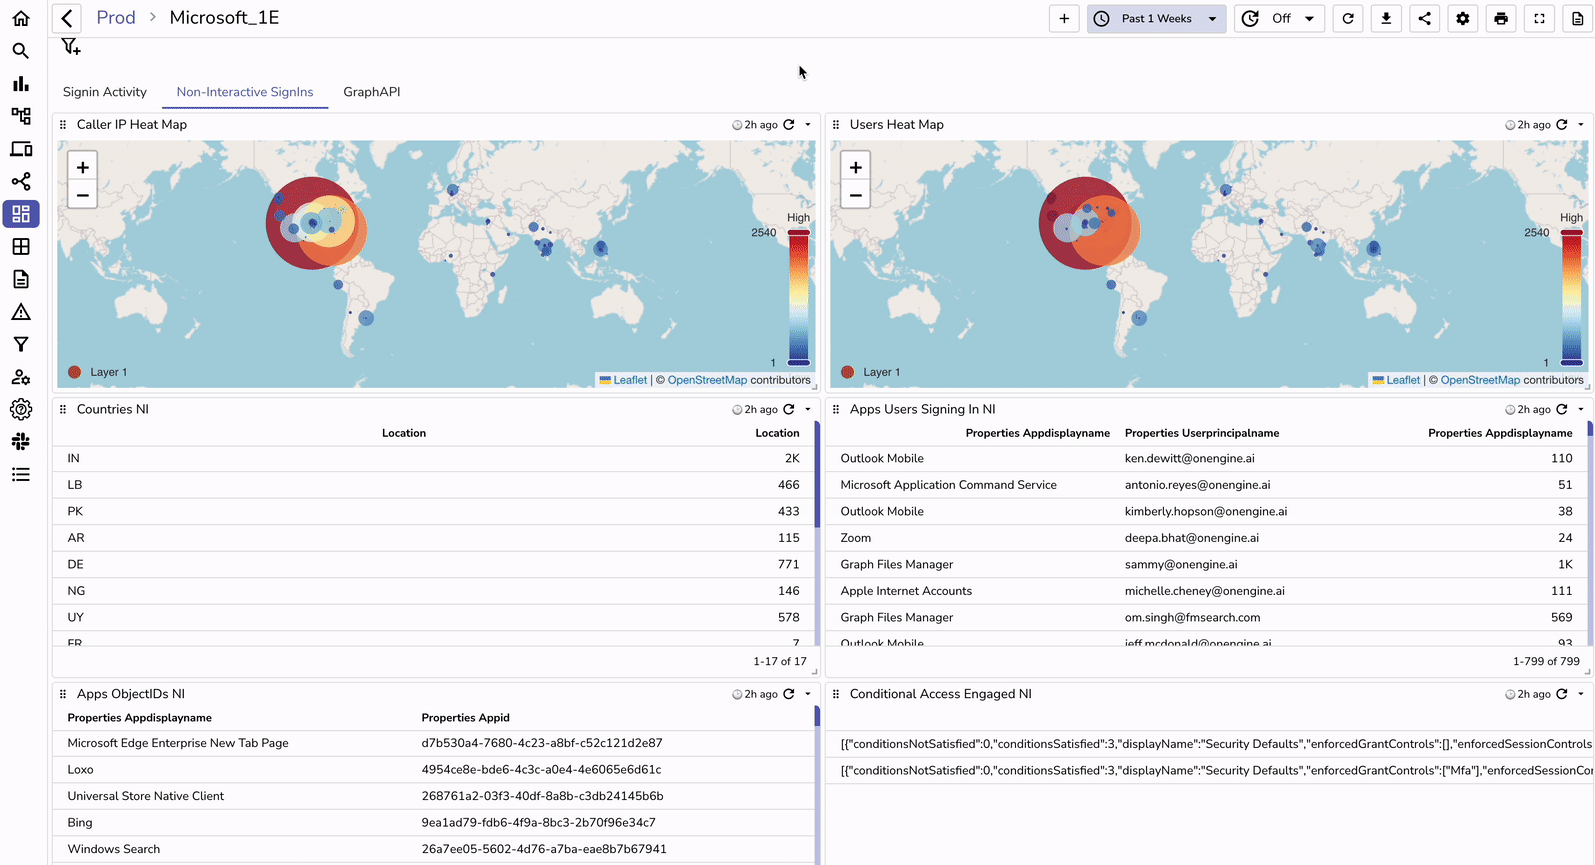 Prod > Microsoft_1E
Past 1 Weeks
Off
Signin Activity
Non-Interactive SignIns
GraphAPI
Caller IP Heat Map
2h ago
+
−
High
2540
1
Layer 1
Leaflet | © OpenStreetMap contributors
Users Heat Map
2h ago
+
−
High
2540
1
Layer 1
Leaflet | © OpenStreetMap contributors
Countries NI
2h ago
Location Location
IN 2K
LB 466
PK 433
AR 115
DE 771
NG 146
UY 578
FR 7
1-17 of 17
Apps Users Signing In NI
2h ago
Properties Appdisplayname Properties Userprincipalname Properties Appdisplayname
Outlook Mobile ken.dewitt@onengine.ai 110
Microsoft Application Command Service antonio.reyes@onengine.ai 51
Outlook Mobile kimberly.hopson@onengine.ai 38
Zoom deepa.bhat@onengine.ai 24
Graph Files Manager sammy@onengine.ai 1K
Apple Internet Accounts michelle.cheney@onengine.ai 111
Graph Files Manager om.singh@fmsearch.com 569
Outlook Mobile jeff.mcdonald@onengine.ai 93
1-799 of 799
Apps ObjectIDs NI
2h ago
Properties Appdisplayname Properties Appid
Microsoft Edge Enterprise New Tab Page d7b530a4-7680-4c23-a8bf-c52c121d2e87
Loxo 4954ce8e-bde6-4c3c-a0e4-4e6065e6d61c
Universal Store Native Client 268761a2-03f3-40df-8a8b-c3db24145b6b
Bing 9ea1ad79-fdb6-4f9a-8bc3-2b70f96e34c7
Windows Search 26a7ee05-5602-4d76-a7ba-eae8b7b67941
Conditional Access Engaged NI
2h ago
[{"conditionsNotSatisfied":0,"conditionsSatisfied":3,"displayName":"Security Defaults","enforcedGrantControls":[],"enforcedSessionControls
[{"conditionsNotSatisfied":0,"conditionsSatisfied":3,"displayName":"Security Defaults","enforcedGrantControls":["Mfa"],"enforcedSessionCor